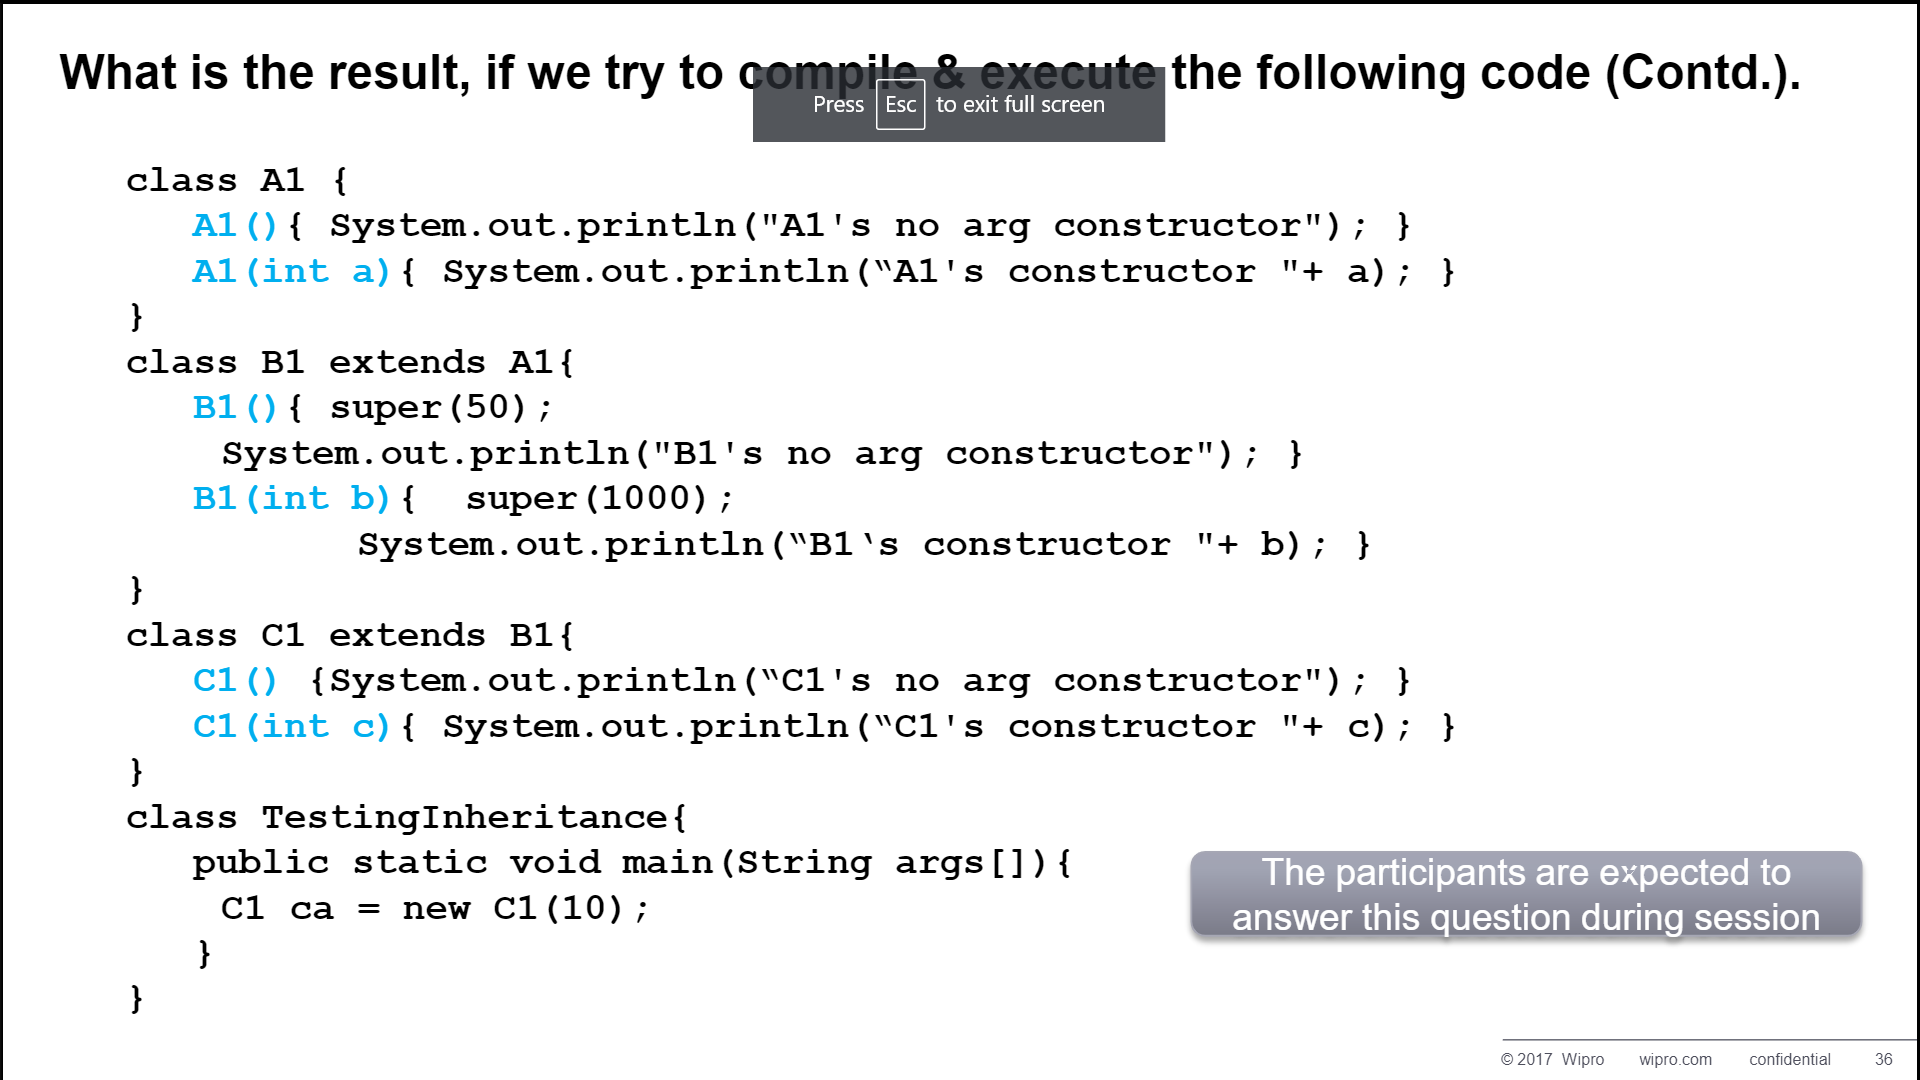 What is the result, if we try to compile & execute the following code (Contd.).
Press Esc to exit full screen
class A1 {
A1(){ System.out.println("A1's no arg constructor"); }
A1(int a){ System.out.println(“A1's constructor "+ a); }
}
class B1 extends A1{
B1(){ super(50);
System.out.println("B1's no arg constructor"); }
B1(int b){  super(1000);
System.out.println(“B1‘s constructor "+ b); }
}
class C1 extends B1{
C1() {System.out.println(“C1's no arg constructor"); }
C1(int c){ System.out.println(“C1's constructor "+ c); }
}
class TestingInheritance{
public static void main(String args[]){
C1 ca = new C1(10);
}
}
The participants are expected to
answer this question during session
© 2017 Wipro wipro.com confidential 36